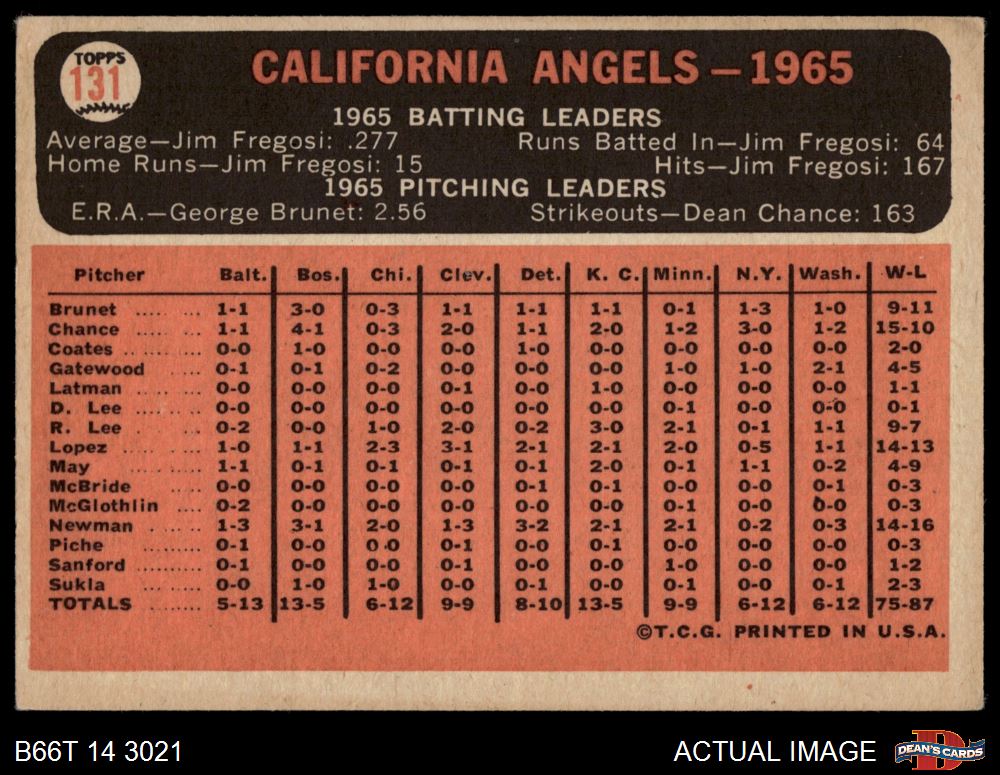 TOPPS
131
CALIFORNIA ANGELS – 1965
1965 BATTING LEADERS
Average—Jim Fregosi: .277 Runs Batted In—Jim Fregosi: 64
Home Runs—Jim Fregosi: 15 Hits—Jim Fregosi: 167
1965 PITCHING LEADERS
E.R.A.—George Brunet: 2.56 Strikeouts—Dean Chance: 163
Pitcher Balt. Bos. Chi. Clev. Det. K. C. Minn. N.Y. Wash. W-L
Brunet ..... ... 1-1 3-0 0-3 1-1 1-1 1-1 0-1 1-3 1-0 9-11
Chance ..... ... 1-1 4-1 0-3 2-0 1-1 2-0 1-2 3-0 1-2 15-10
Coates .. ......... 0-0 1-0 0-0 0-0 1-0 0-0 0-0 0-0 0-0 2-0
Gatewood ..... 0-1 0-1 0-2 0-0 0-0 0-0 1-0 1-0 2-1 4-5
Latman ..... ... 0-0 0-0 0-0 0-1 0-0 1-0 0-0 0-0 0-0 1-1
D. Lee ..... .. ... 0-0 0-0 0-0 0-0 0-0 0-0 0-1 0-0 0-0 0-1
R. Lee ..... .. ... 0-2 0-0 1-0 2-0 0-2 3-0 2-1 0-1 1-1 9-7
Lopez ...... ... 1-0 1-1 2-3 3-1 2-1 2-1 2-0 0-5 1-1 14-13
May ...... ... 1-1 0-1 0-1 0-1 0-1 2-0 0-1 1-1 0-2 4-9
McBride ..... 0-0 0-0 0-0 0-0 0-1 0-1 0-0 0-0 0-1 0-3
McGlothlin .... 0-2 0-0 0-0 0-0 0-0 0-0 0-1 0-0 0-0 0-3
Newman . ..... ... 1-3 3-1 2-0 1-3 3-2 2-1 2-1 0-2 0-3 14-16
Piche .......... 0-1 0-0 0-0 0-1 0-0 0-1 0-0 0-0 0-0 0-3
Sanford .......... 0-1 0-0 0-0 0-1 0-0 0-0 1-0 0-0 0-0 1-2
Sukla .......... 0-0 1-0 1-0 0-0 0-1 0-0 0-0 0-1 0-1 2-3
TOTALS ......... 5-13 13-5 6-12 9-9 8-10 13-5 9-9 6-12 6-12 75-87
©T.C.G. PRINTED IN U.S.A.
B66T 14 3021 ACTUAL IMAGE DEAN'S CARDS